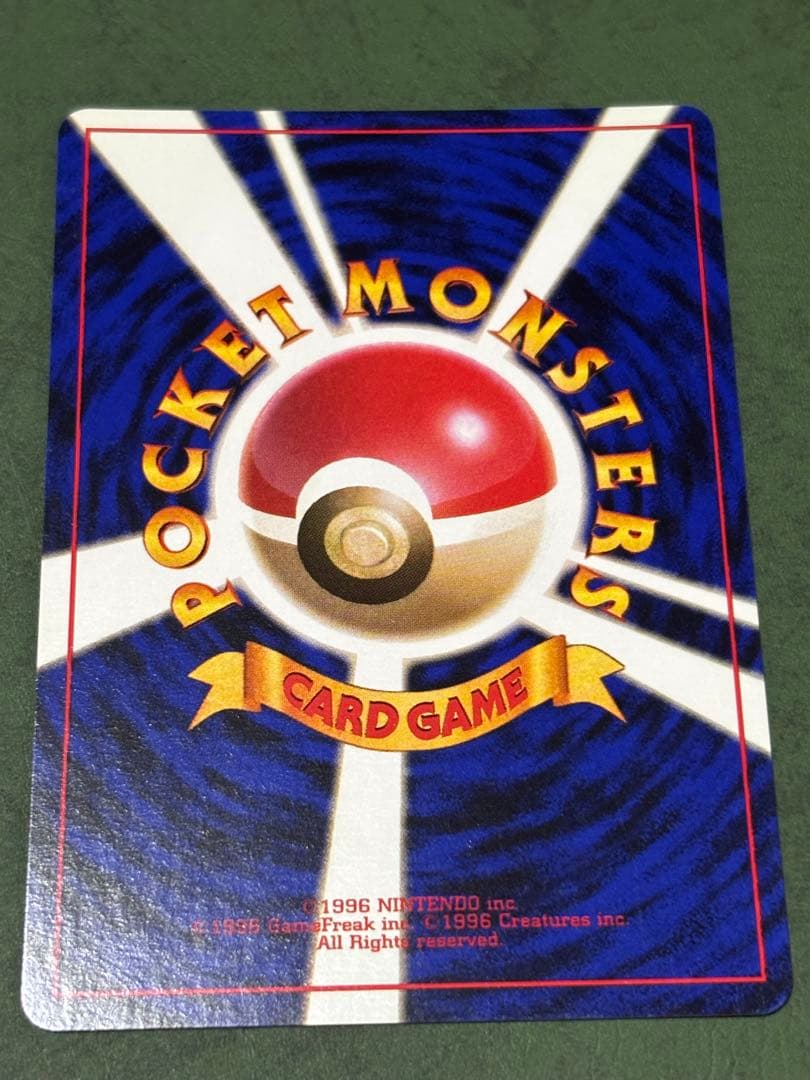 POCKET MONSTERS
CARD GAME
©1996 NINTENDO inc.
©1996 GameFreak inc. ©1996 Creatures inc.
All Rights reserved.